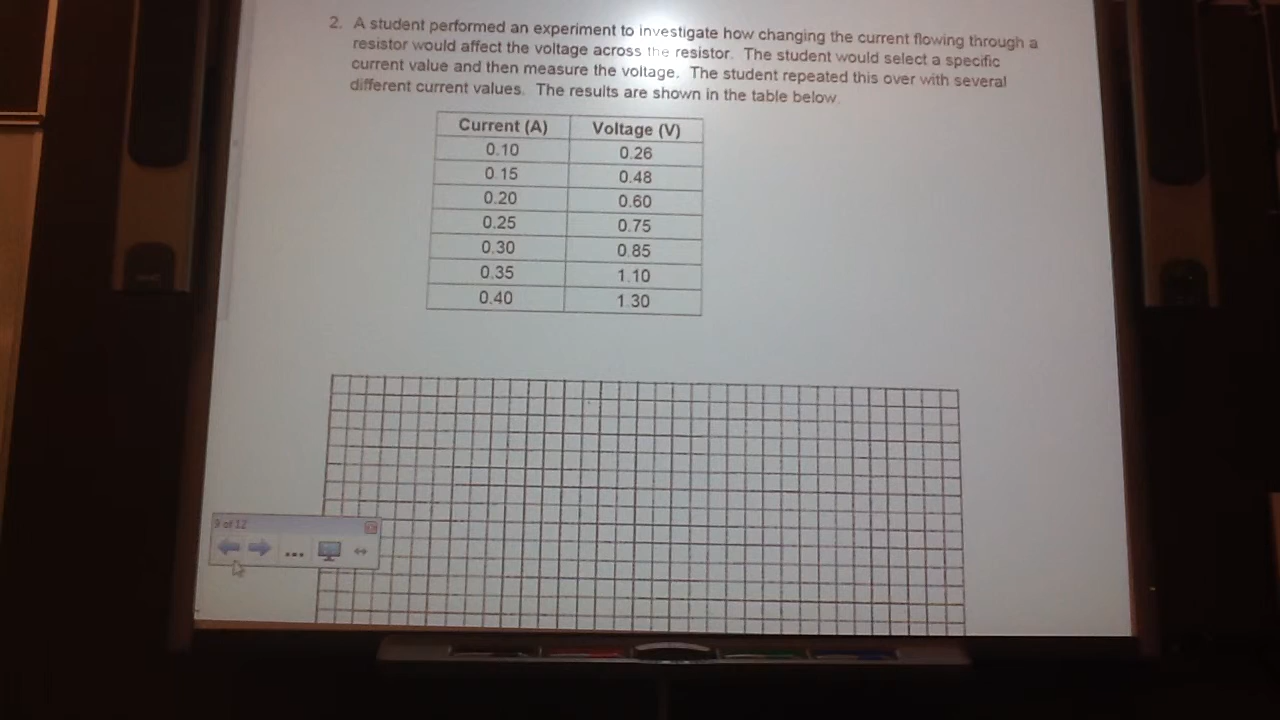 2. A student performed an experiment to investigate how changing the current flowing through a
resistor would affect the voltage across the resistor. The student would select a specific
current value and then measure the voltage. The student repeated this over with several
different current values. The results are shown in the table below.
Current (A) Voltage (V)
0.10 0.26
0.15 0.48
0.20 0.60
0.25 0.75
0.30 0.85
0.35 1.10
0.40 1.30
9 of 12
...